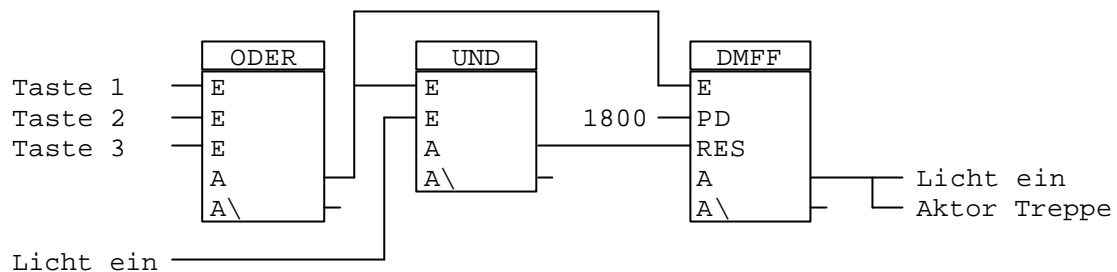 ODER UND DMFF
Taste 1 E E E
Taste 2 E E 1800 PD
Taste 3 E A RES
A A\ A Licht ein
A\ A\ Aktor Treppe
Licht ein